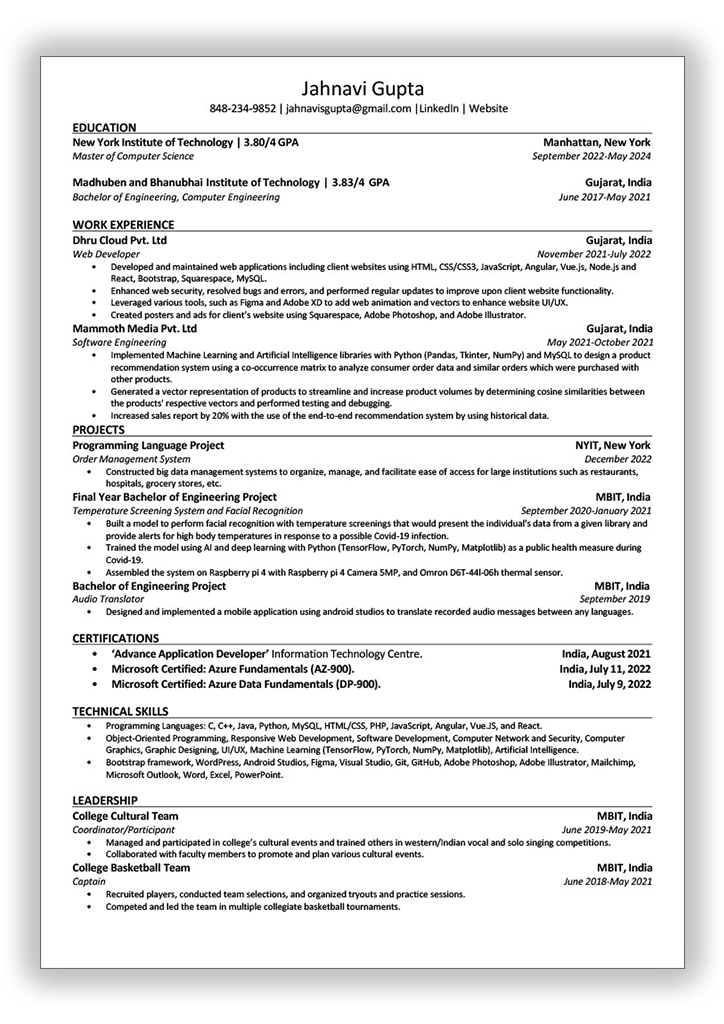 Jahnavi Gupta
848-234-9852 | jahnavisgupta@gmail.com |LinkedIn | Website
EDUCATION
New York Institute of Technology | 3.80/4 GPA Manhattan, New York
Master of Computer Science September 2022-May 2024
Madhuben and Bhanubhai Institute of Technology | 3.83/4 GPA Gujarat, India
Bachelor of Engineering, Computer Engineering June 2017-May 2021
WORK EXPERIENCE
Dhru Cloud Pvt. Ltd Gujarat, India
Web Developer November 2021-July 2022
• Developed and maintained web applications including client websites using HTML, CSS/CSS3, JavaScript, Angular, Vue.js, Node.js and
React, Bootstrap, Squarespace, MySQL.
• Enhanced web security, resolved bugs and errors, and performed regular updates to improve upon client website functionality.
• Leveraged various tools, such as Figma and Adobe XD to add web animation and vectors to enhance website UI/UX.
• Created posters and ads for client's website using Squarespace, Adobe Photoshop, and Adobe Illustrator.
Mammoth Media Pvt. Ltd Gujarat, India
Software Engineering May 2021-October 2021
• Implemented Machine Learning and Artificial Intelligence libraries with Python (Pandas, Tkinter, NumPy) and MySQL to design a product
recommendation system using a co-occurrence matrix to analyze consumer order data and similar orders which were purchased with
other products.
• Generated a vector representation of products to streamline and increase product volumes by determining cosine similarities between
the products' respective vectors and performed testing and debugging.
• Increased sales report by 20% with the use of the end-to-end recommendation system by using historical data.
PROJECTS
Programming Language Project NYIT, New York
Order Management System December 2022
• Constructed big data management systems to organize, manage, and facilitate ease of access for large institutions such as restaurants,
hospitals, grocery stores, etc.
Final Year Bachelor of Engineering Project MBIT, India
Temperature Screening System and Facial Recognition September 2020-January 2021
• Built a model to perform facial recognition with temperature screenings that would present the individual's data from a given library and
provide alerts for high body temperatures in response to a possible Covid-19 infection.
• Trained the model using AI and deep learning with Python (TensorFlow, PyTorch, NumPy, Matplotlib) as a public health measure during
Covid-19.
• Assembled the system on Raspberry pi 4 with Raspberry pi 4 Camera 5MP, and Omron D6T-44l-06h thermal sensor.
Bachelor of Engineering Project MBIT, India
Audio Translator September 2019
• Designed and implemented a mobile application using android studios to translate recorded audio messages between any languages.
CERTIFICATIONS
• 'Advance Application Developer' Information Technology Centre. India, August 2021
• Microsoft Certified: Azure Fundamentals (AZ-900). India, July 11, 2022
• Microsoft Certified: Azure Data Fundamentals (DP-900). India, July 9, 2022
TECHNICAL SKILLS
• Programming Languages: C, C++, Java, Python, MySQL, HTML/CSS, PHP, JavaScript, Angular, Vue.JS, and React.
• Object-Oriented Programming, Responsive Web Development, Software Development, Computer Network and Security, Computer
Graphics, Graphic Designing, UI/UX, Machine Learning (TensorFlow, PyTorch, NumPy, Matplotlib), Artificial Intelligence.
• Bootstrap framework, WordPress, Android Studios, Figma, Visual Studio, Git, GitHub, Adobe Photoshop, Adobe Illustrator, Mailchimp,
Microsoft Outlook, Word, Excel, PowerPoint.
LEADERSHIP
College Cultural Team MBIT, India
Coordinator/Participant June 2019-May 2021
• Managed and participated in college's cultural events and trained others in western/Indian vocal and solo singing competitions.
• Collaborated with faculty members to promote and plan various cultural events.
College Basketball Team MBIT, India
Captain June 2018-May 2021
• Recruited players, conducted team selections, and organized tryouts and practice sessions.
• Competed and led the team in multiple collegiate basketball tournaments.